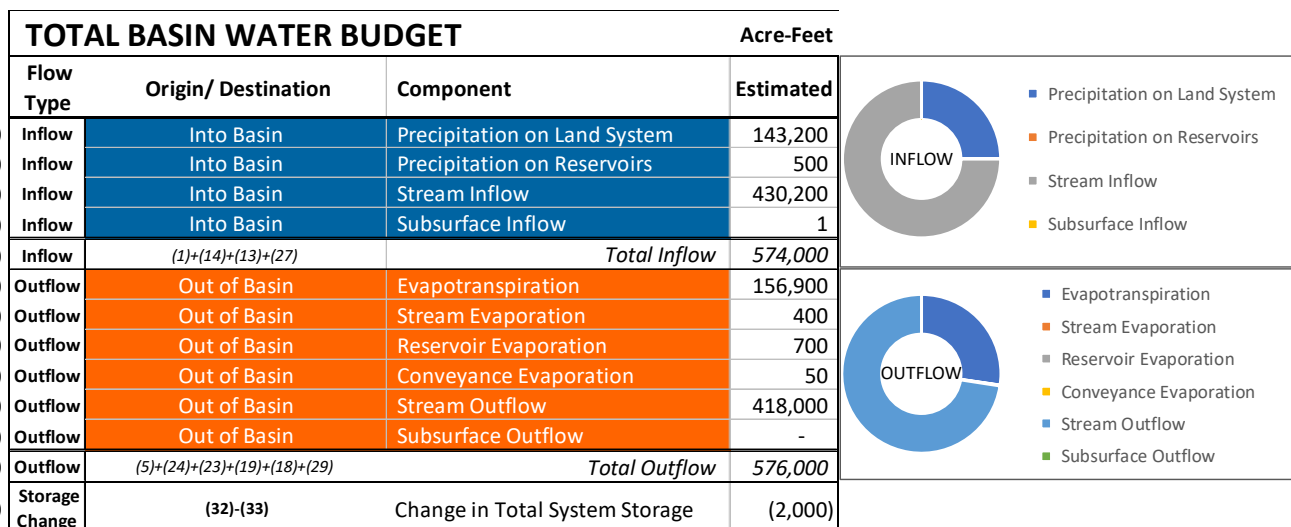 TOTAL BASIN WATER BUDGET Acre-Feet
Flow Type Origin/ Destination Component Estimated
Inflow Into Basin Precipitation on Land System 143,200
Inflow Into Basin Precipitation on Reservoirs 500
Inflow Into Basin Stream Inflow 430,200
Inflow Into Basin Subsurface Inflow 1
Inflow (1)+(14)+(13)+(27) Total Inflow 574,000
Outflow Out of Basin Evapotranspiration 156,900
Outflow Out of Basin Stream Evaporation 400
Outflow Out of Basin Reservoir Evaporation 700
Outflow Out of Basin Conveyance Evaporation 50
Outflow Out of Basin Stream Outflow 418,000
Outflow Out of Basin Subsurface Outflow -
Outflow (5)+(24)+(23)+(19)+(18)+(29) Total Outflow 576,000
Storage Change (32)-(33) Change in Total System Storage (2,000)
INFLOW
Precipitation on Land System
Precipitation on Reservoirs
Stream Inflow
Subsurface Inflow
OUTFLOW
Evapotranspiration
Stream Evaporation
Reservoir Evaporation
Conveyance Evaporation
Stream Outflow
Subsurface Outflow